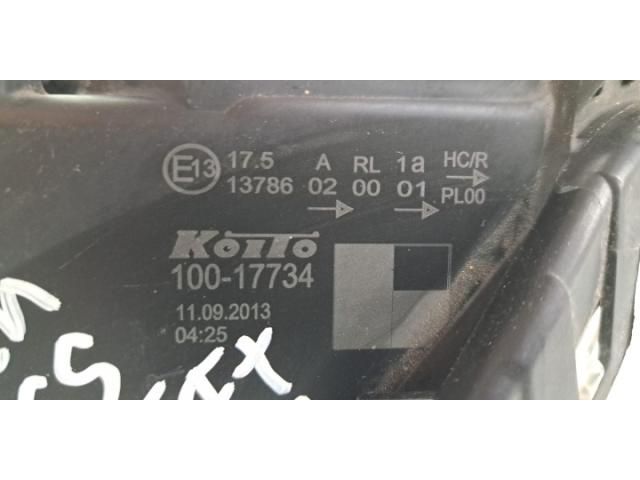 E13 17.5 A RL 1a HC/R
13786 02 00 01 PL00
KOITO
100-17734
11.09.2013
04:25